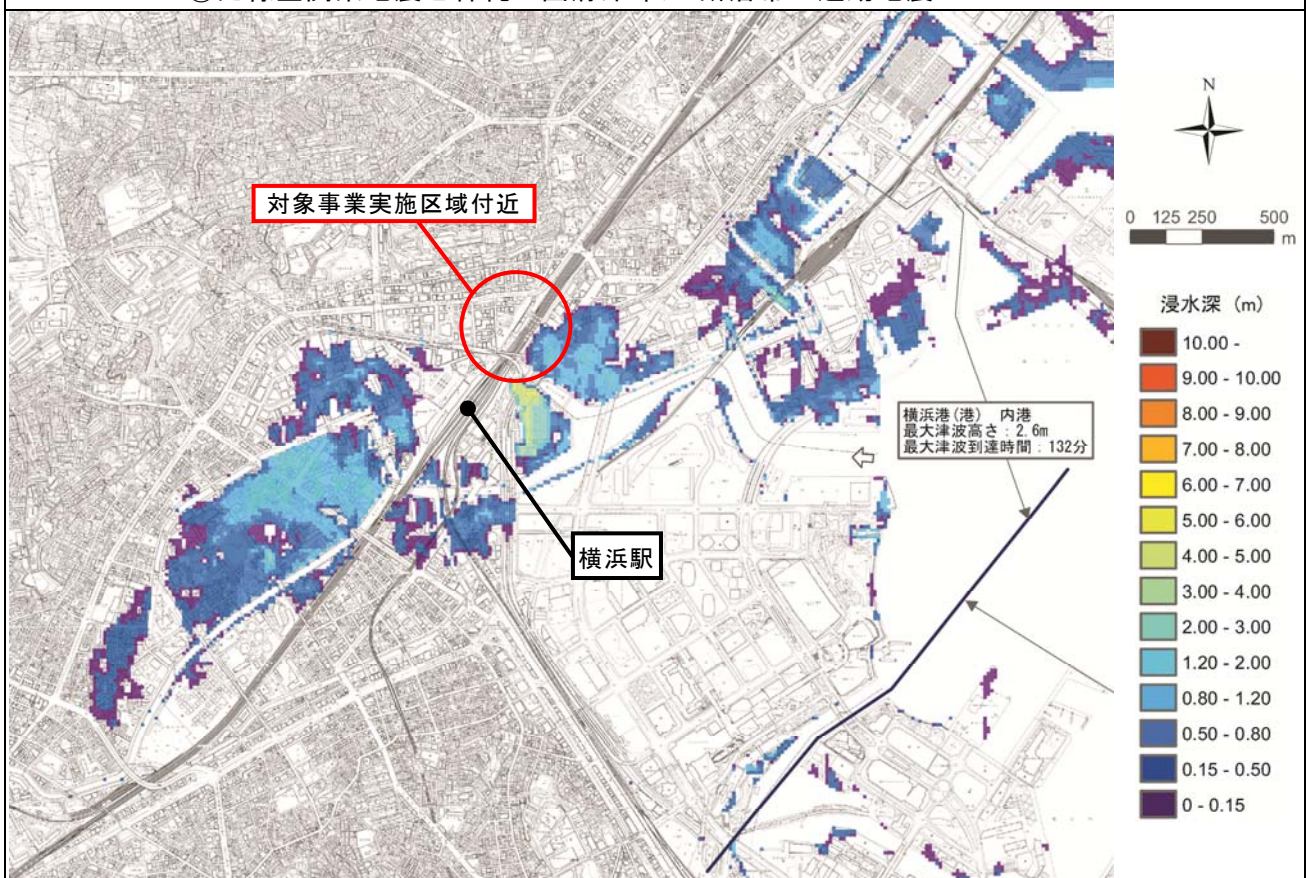 対象事業実施区域付近
横浜駅
横浜港(港) 内港
最大津波高さ：2.6m
最大津波到達時間：132分
N
0 125 250 500
m
浸水深 (m)
10.00 -
9.00 - 10.00
8.00 - 9.00
7.00 - 8.00
6.00 - 7.00
5.00 - 6.00
4.00 - 5.00
3.00 - 4.00
2.00 - 3.00
1.20 - 2.00
0.80 - 1.20
0.50 - 0.80
0.15 - 0.50
0 - 0.15